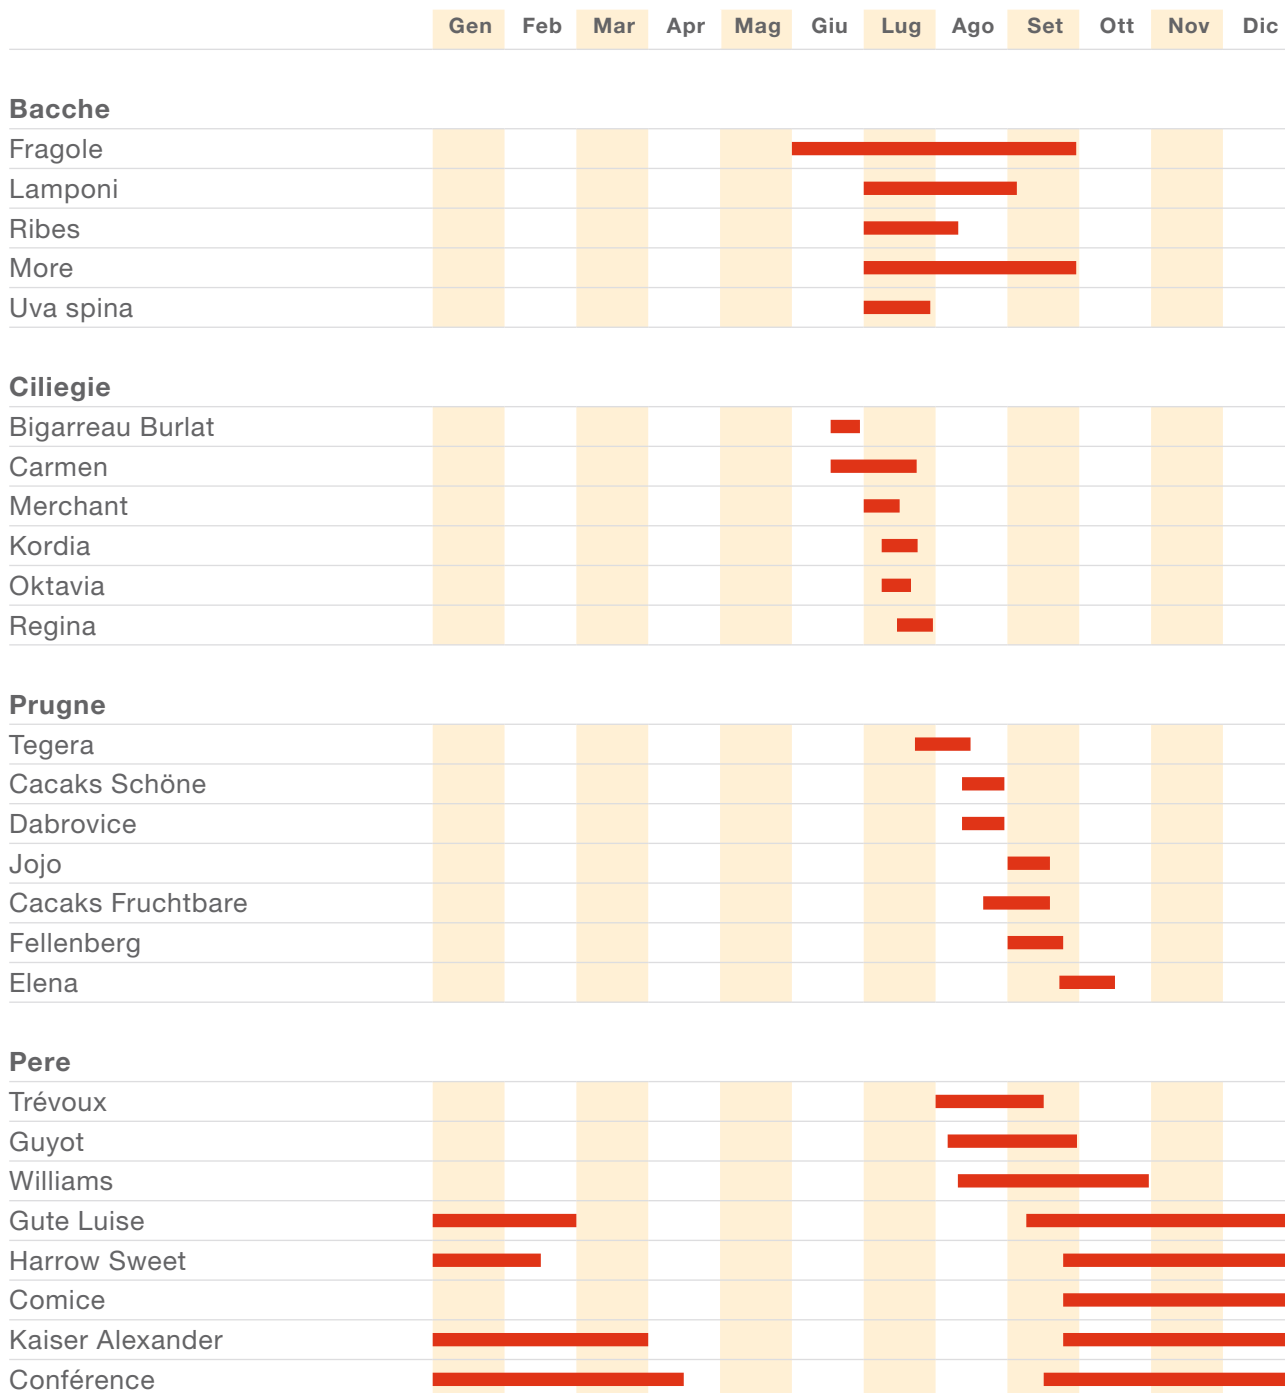 Gen Feb Mar Apr Mag Giu Lug Ago Set Ott Nov Dic
Bacche
Fragole
Lamponi
Ribes
More
Uva spina
Ciliegie
Bigarreau Burlat
Carmen
Merchant
Kordia
Oktavia
Regina
Prugne
Tegera
Cacaks Schöne
Dabrovice
Jojo
Cacaks Fruchtbare
Fellenberg
Elena
Pere
Trévoux
Guyot
Williams
Gute Luise
Harrow Sweet
Comice
Kaiser Alexander
Conférence